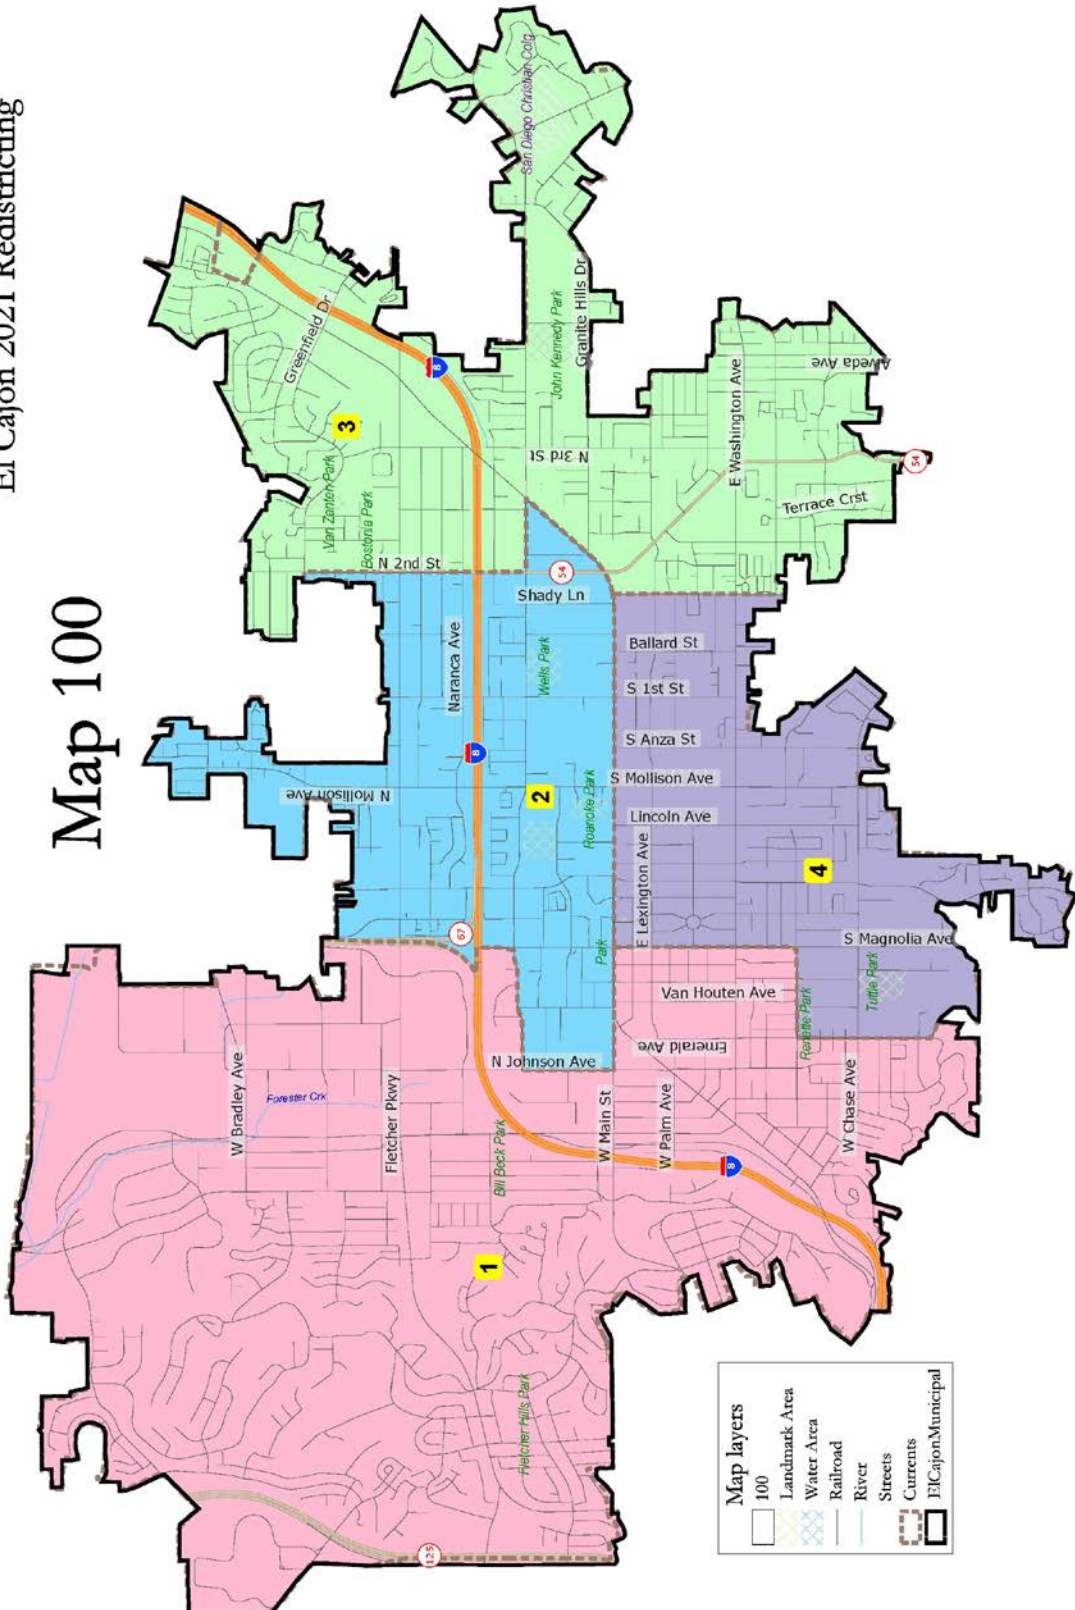 El Cajon 2021 Redistricting
Map 100
San Diego Christian Colg
Greenfield Dr
8
3
Van Zanten Park
Bostonia Park
N 2nd St
John Kennedy Park
Granite Hills Dr
N 3rd St
E Washington Ave
Terrace Crst
54
54
Shady Ln
Naranca Ave
Wells Park
Ballard St
S 1st St
S Anza St
8
N Mollison Ave
2
Roanoke Park
S Mollison Ave
Lincoln Ave
E Lexington Ave
4
67
Park
S Magnolia Ave
Tuttle Park
Van Houten Ave
Renette Park
Emerald Ave
N Johnson Ave
W Bradley Ave
Forester Crk
Fletcher Pkwy
Bill Beck Park
W Main St
W Palm Ave
W Chase Ave
8
1
Fletcher Hills Park
125
Map layers
100
Landmark Area
Water Area
Railroad
River
Streets
Currents
ElCajonMunicipal